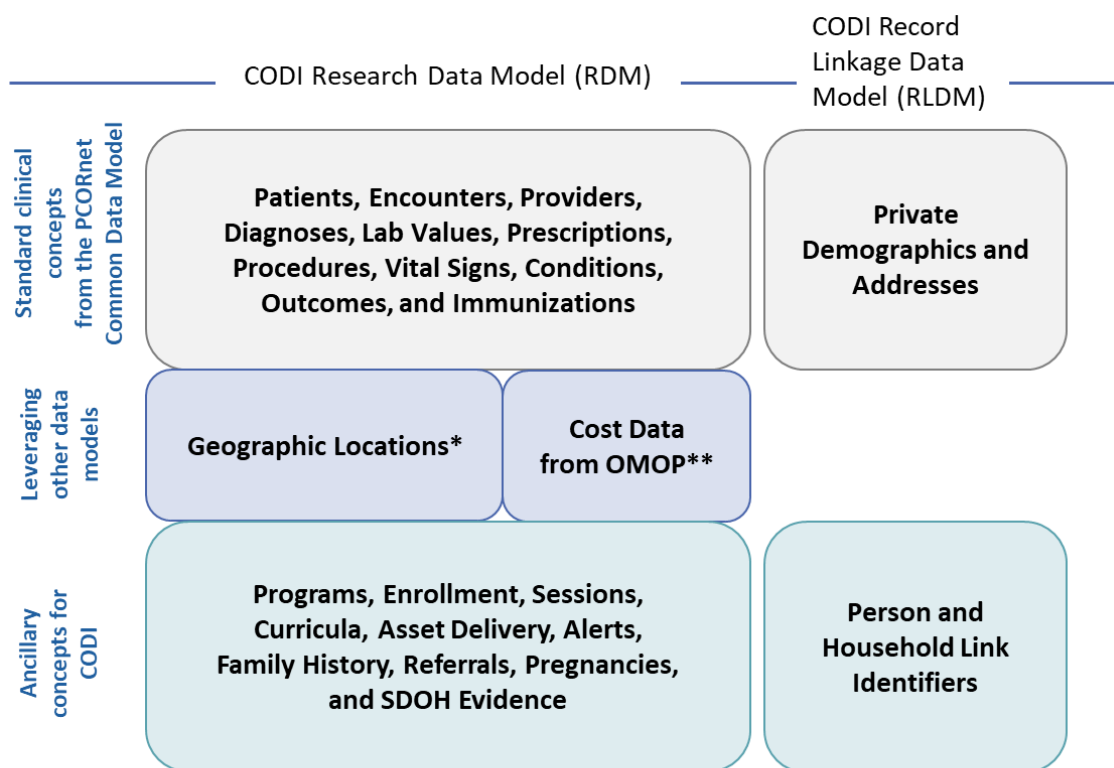 CODI Research Data Model (RDM)
CODI Record
Linkage Data
Model (RLDM)
Standard clinical
concepts
from the PCORnet
Common Data Model
Patients, Encounters, Providers,
Diagnoses, Lab Values, Prescriptions,
Procedures, Vital Signs, Conditions,
Outcomes, and Immunizations
Private
Demographics and
Addresses
Leveraging
other data
models
Geographic Locations*
Cost Data
from OMOP**
Ancillary
concepts for
CODI
Programs, Enrollment, Sessions,
Curricula, Asset Delivery, Alerts,
Family History, Referrals, Pregnancies,
and SDOH Evidence
Person and
Household Link
Identifiers